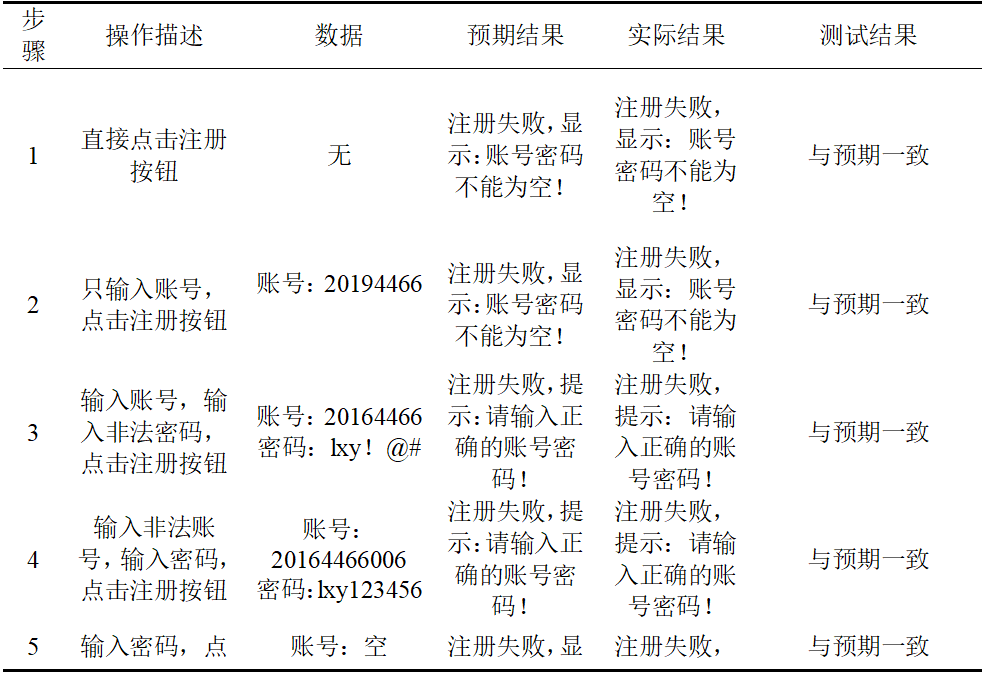 步骤 操作描述 数据 预期结果 实际结果 测试结果
1 直接点击注册按钮 无 注册失败,显示:账号密码不能为空! 注册失败,显示:账号密码不能为空! 与预期一致
2 只输入账号,点击注册按钮 账号:20194466 注册失败,显示:账号密码不能为空! 注册失败,显示:账号密码不能为空! 与预期一致
3 输入账号,输入非法密码,点击注册按钮 账号:20164466 密码:lxy!@# 注册失败,提示:请输入正确的账号密码! 注册失败,提示:请输入正确的账号密码! 与预期一致
4 输入非法账号,输入密码,点击注册按钮 账号:20164466006 密码:lxy123456 注册失败,提示:请输入正确的账号密码! 注册失败,提示:请输入正确的账号密码! 与预期一致
5 输入密码,点 账号:空 注册失败,显 注册失败, 与预期一致